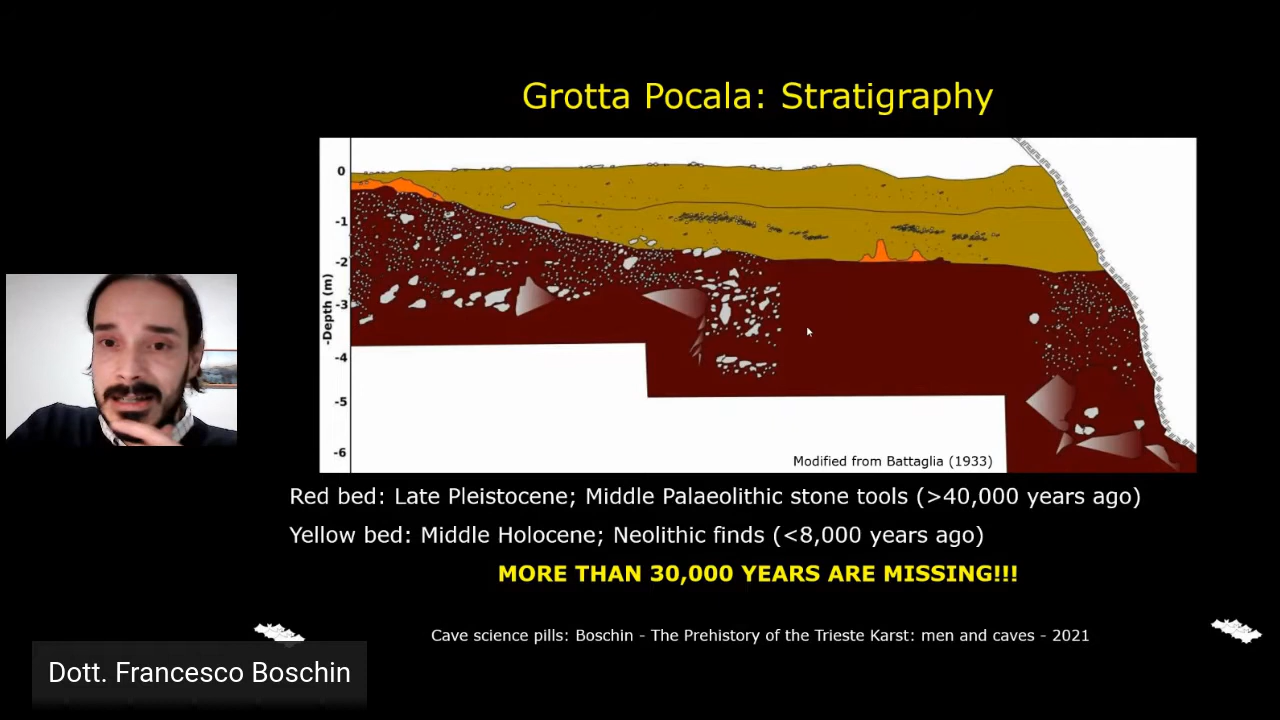 Grotta Pocala: Stratigraphy
0
-1
-2
-3
-4
-5
-6
-Depth (m)
Modified from Battaglia (1933)
Red bed: Late Pleistocene; Middle Palaeolithic stone tools (>40,000 years ago)
Yellow bed: Middle Holocene; Neolithic finds (<8,000 years ago)
MORE THAN 30,000 YEARS ARE MISSING!!!
Cave science pills: Boschin - The Prehistory of the Trieste Karst: men and caves - 2021
Dott. Francesco Boschin